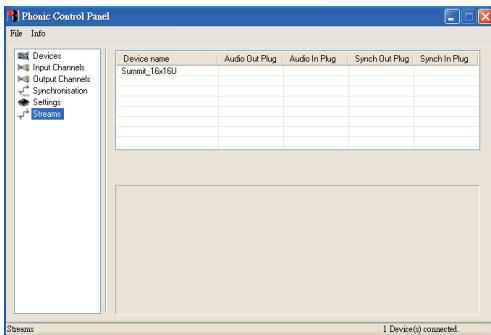 Phonic Control Panel
File Info
Devices
Input Channels
Output Channels
Synchronisation
Settings
Streams
Device name Audio Out Plug Audio In Plug Synch Out Plug Synch In Plug
Summit_16x16U
Streams 1 Device(s) connected.